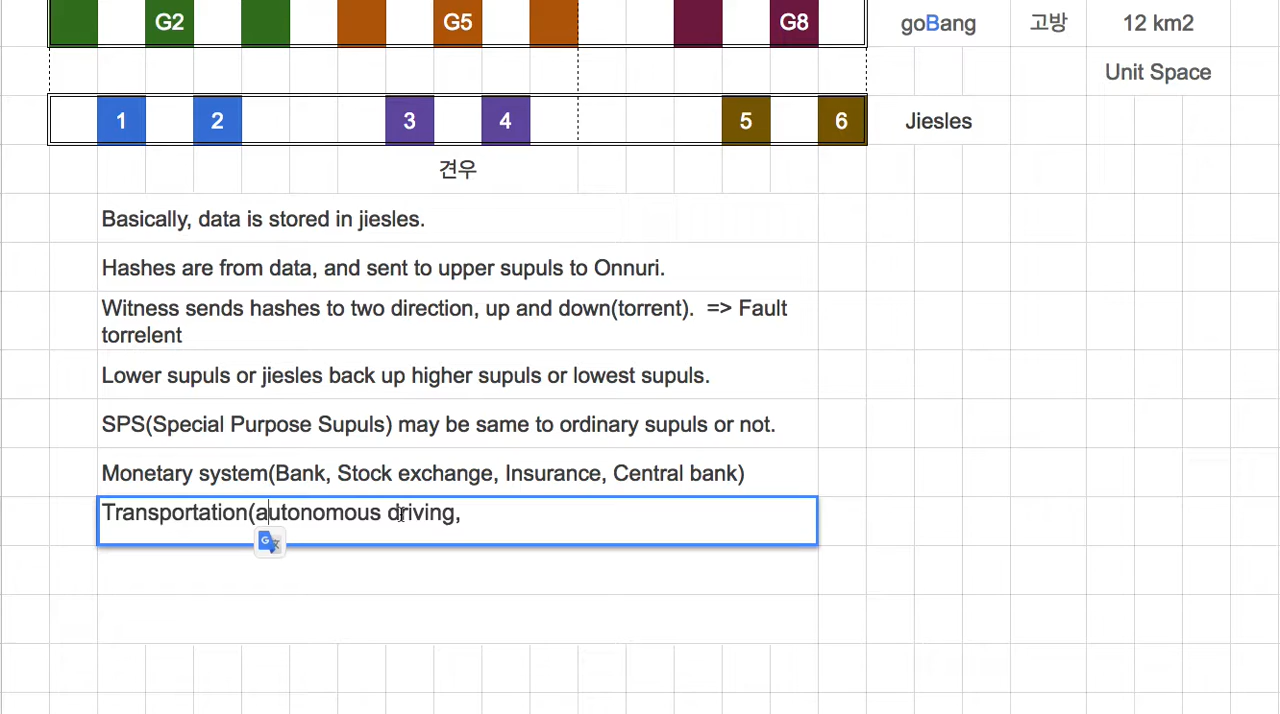 G2 G5 G8 goBang 고방 12 km2
Unit Space
1 2 3 4 5 6 Jiesles
견우
Basically, data is stored in jiesles.
Hashes are from data, and sent to upper supuls to Onnuri.
Witness sends hashes to two direction, up and down(torrent).  => Fault
torrelent
Lower supuls or jiesles back up higher supuls or lowest supuls.
SPS(Special Purpose Supuls) may be same to ordinary supuls or not.
Monetary system(Bank, Stock exchange, Insurance, Central bank)
Transportation(autonomous driving,